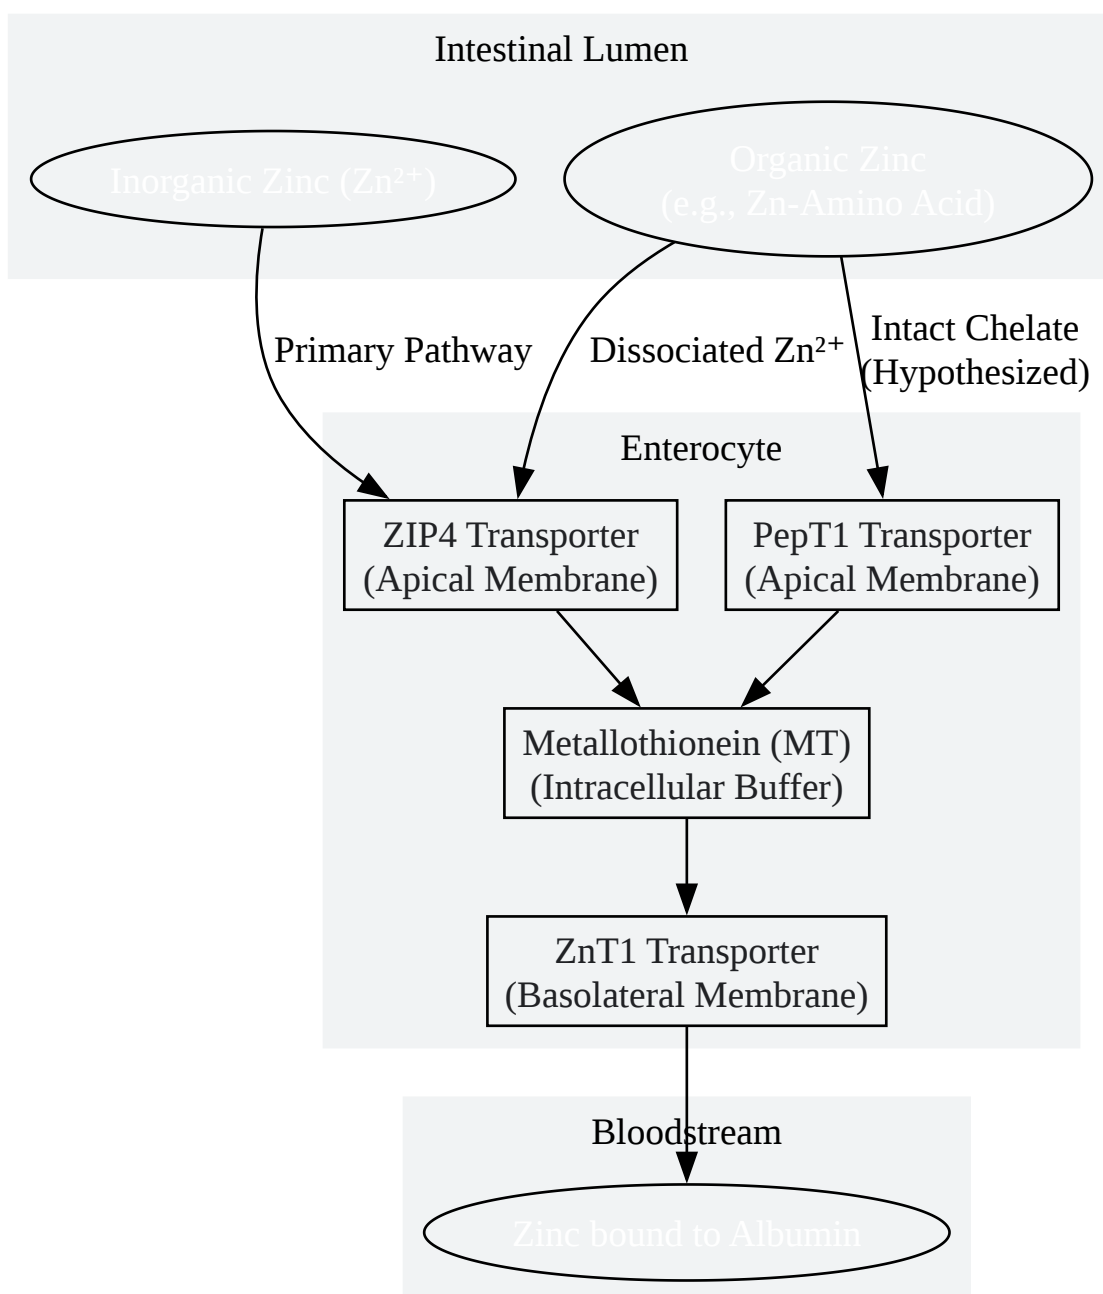 Intestinal Lumen
Inorganic Zinc (Zn²⁺)
Organic Zinc
(e.g., Zn-Amino Acid)
Primary Pathway
Dissociated Zn²⁺
Intact Chelate
(Hypothesized)
Enterocyte
ZIP4 Transporter
(Apical Membrane)
PepT1 Transporter
(Apical Membrane)
Metallothionein (MT)
(Intracellular Buffer)
ZnT1 Transporter
(Basolateral Membrane)
Bloodstream
Zinc bound to Albumin